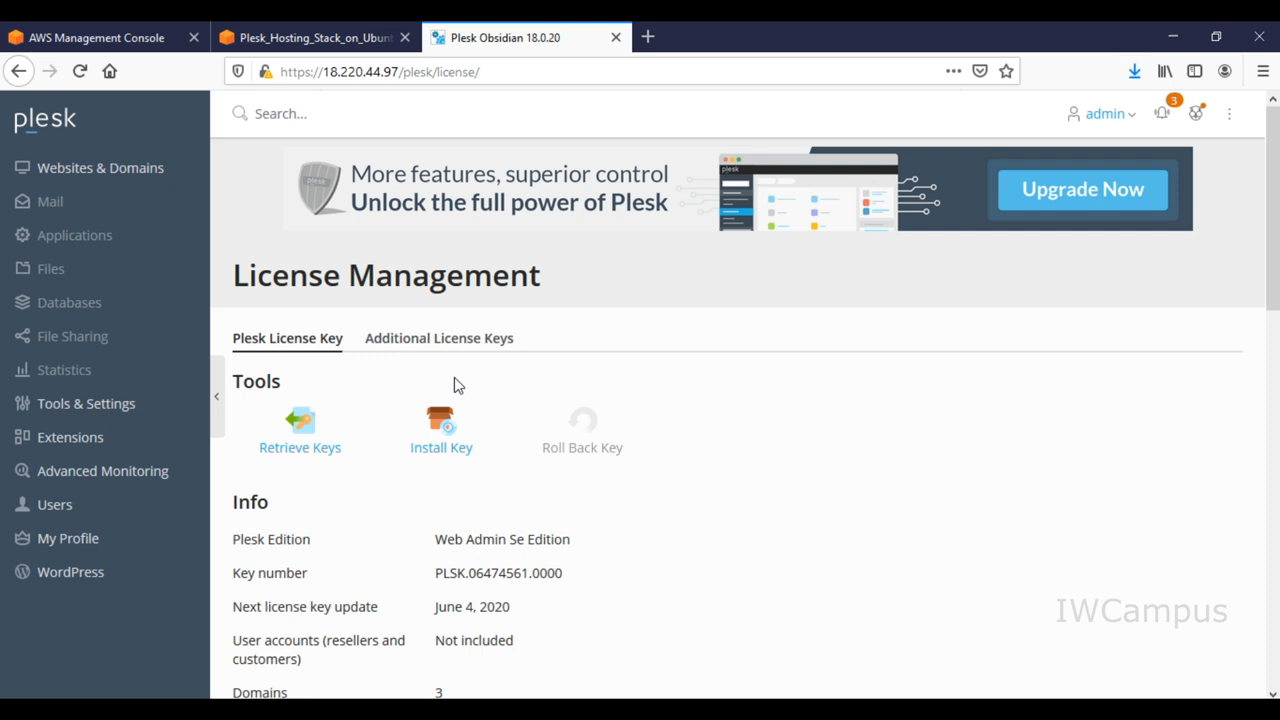 AWS Management Console
Plesk_Hosting_Stack_on_Ubunt
Plesk Obsidian 18.0.20
https://18.220.44.97/plesk/license/
plesk
Search...
admin
3
Websites & Domains
Mail
Applications
Files
Databases
File Sharing
Statistics
Tools & Settings
Extensions
Advanced Monitoring
Users
My Profile
WordPress
plesk
More features, superior control
Unlock the full power of Plesk
plesk
Upgrade Now
License Management
Plesk License Key
Additional License Keys
Tools
Retrieve Keys
Install Key
Roll Back Key
Info
Plesk Edition Web Admin Se Edition
Key number PLSK.06474561.0000
Next license key update June 4, 2020
User accounts (resellers and Not included
customers)
Domains 3
IWCampus